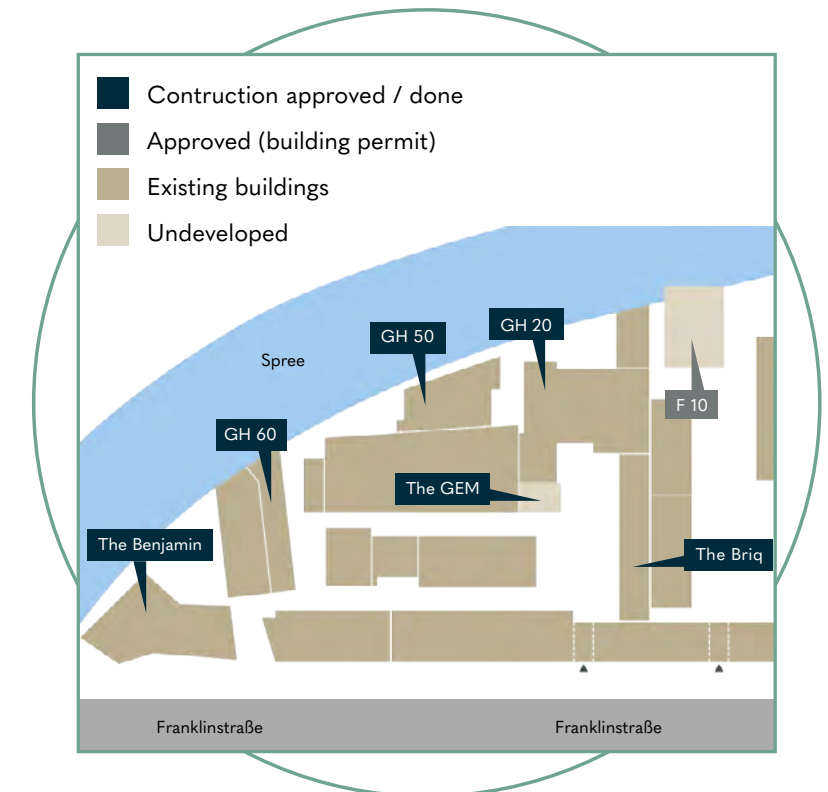 Contruction approved / done
Approved (building permit)
Existing buildings
Undeveloped
GH 20
GH 50
Spree
F 10
GH 60
The GEM
The Benjamin
The Briq
Franklinstraße
Franklinstraße